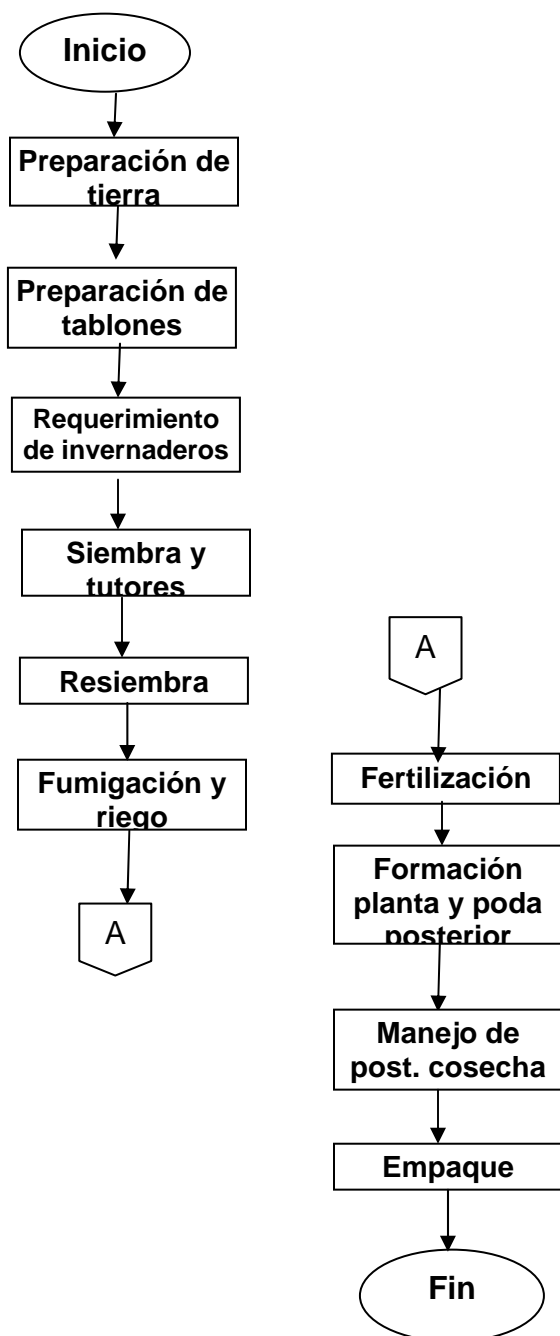 Inicio
Preparación de
tierra
Preparación de
tablones
Requerimiento
de invernaderos
Siembra y
tutores
Resiembra
Fumigación y
riego
A
A
Fertilización
Formación
planta y poda
posterior
Manejo de
post. cosecha
Empaque
Fin